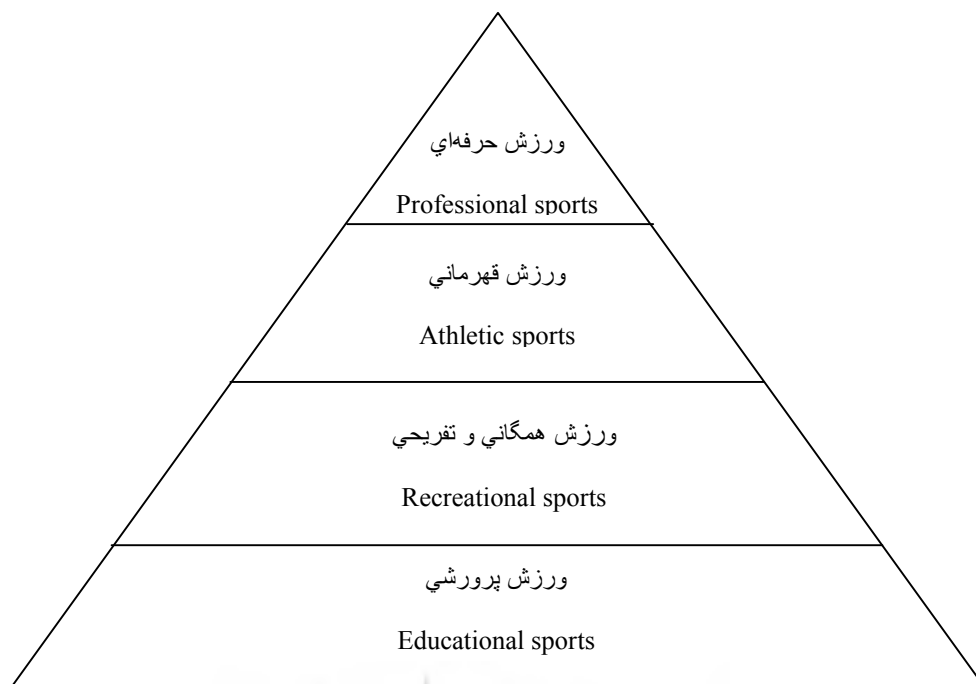 ورزش حرفه‌اي
Professional sports
ورزش قهرماني
Athletic sports
ورزش همگاني و تفريحي
Recreational sports
ورزش پرورشي
Educational sports